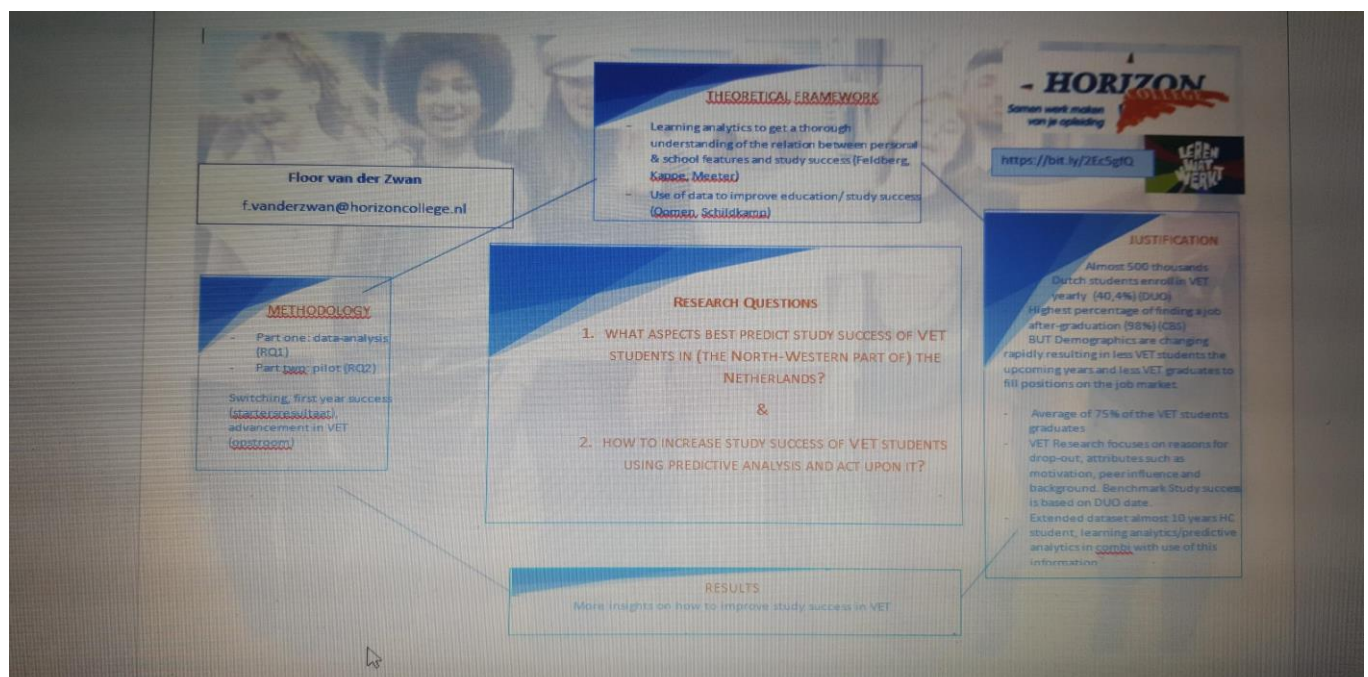 HORIZON
COLLEGE
Samen werk maken
van je opleiding
https://bit.ly/2Ec5gfQ
LEREN
WAT
WERKT
Floor van der Zwan
f.vanderzwan@horizoncollege.nl
THEORETICAL FRAMEWORK
- Learning analytics to get a thorough
understanding of the relation between personal
& school features and study success (Feldberg,
Kappe, Meeter)
- Use of data to improve education/ study success
(Oomen, Schildkamp)
METHODOLOGY
- Part one: data-analysis
(RQ1)
- Part two: pilot (RQ2)
Switching, first year success
(startersresultaat),
advancement in VET
(opstroom)
RESEARCH QUESTIONS
1. WHAT ASPECTS BEST PREDICT STUDY SUCCESS OF VET
STUDENTS IN (THE NORTH-WESTERN PART OF) THE
NETHERLANDS?
&
2. HOW TO INCREASE STUDY SUCCESS OF VET STUDENTS
USING PREDICTIVE ANALYSIS AND ACT UPON IT?
JUSTIFICATION
Almost 500 thousands
Dutch students enroll in VET
yearly (40,4%) (DUO)
Highest percentage of finding a job
after-graduation (98%) (CBS)
BUT Demographics are changing
rapidly resulting in less VET students the
upcoming years and less VET graduates to
fill positions on the job market.
- Average of 75% of the VET students
graduates
- VET Research focuses on reasons for
drop-out, attributes such as
motivation, peer influence and
background. Benchmark Study success
is based on DUO date.
- Extended dataset almost 10 years HC
student, learning analytics/predictive
analytics in combi with use of this
information
RESULTS
More insights on how to improve study success in VET